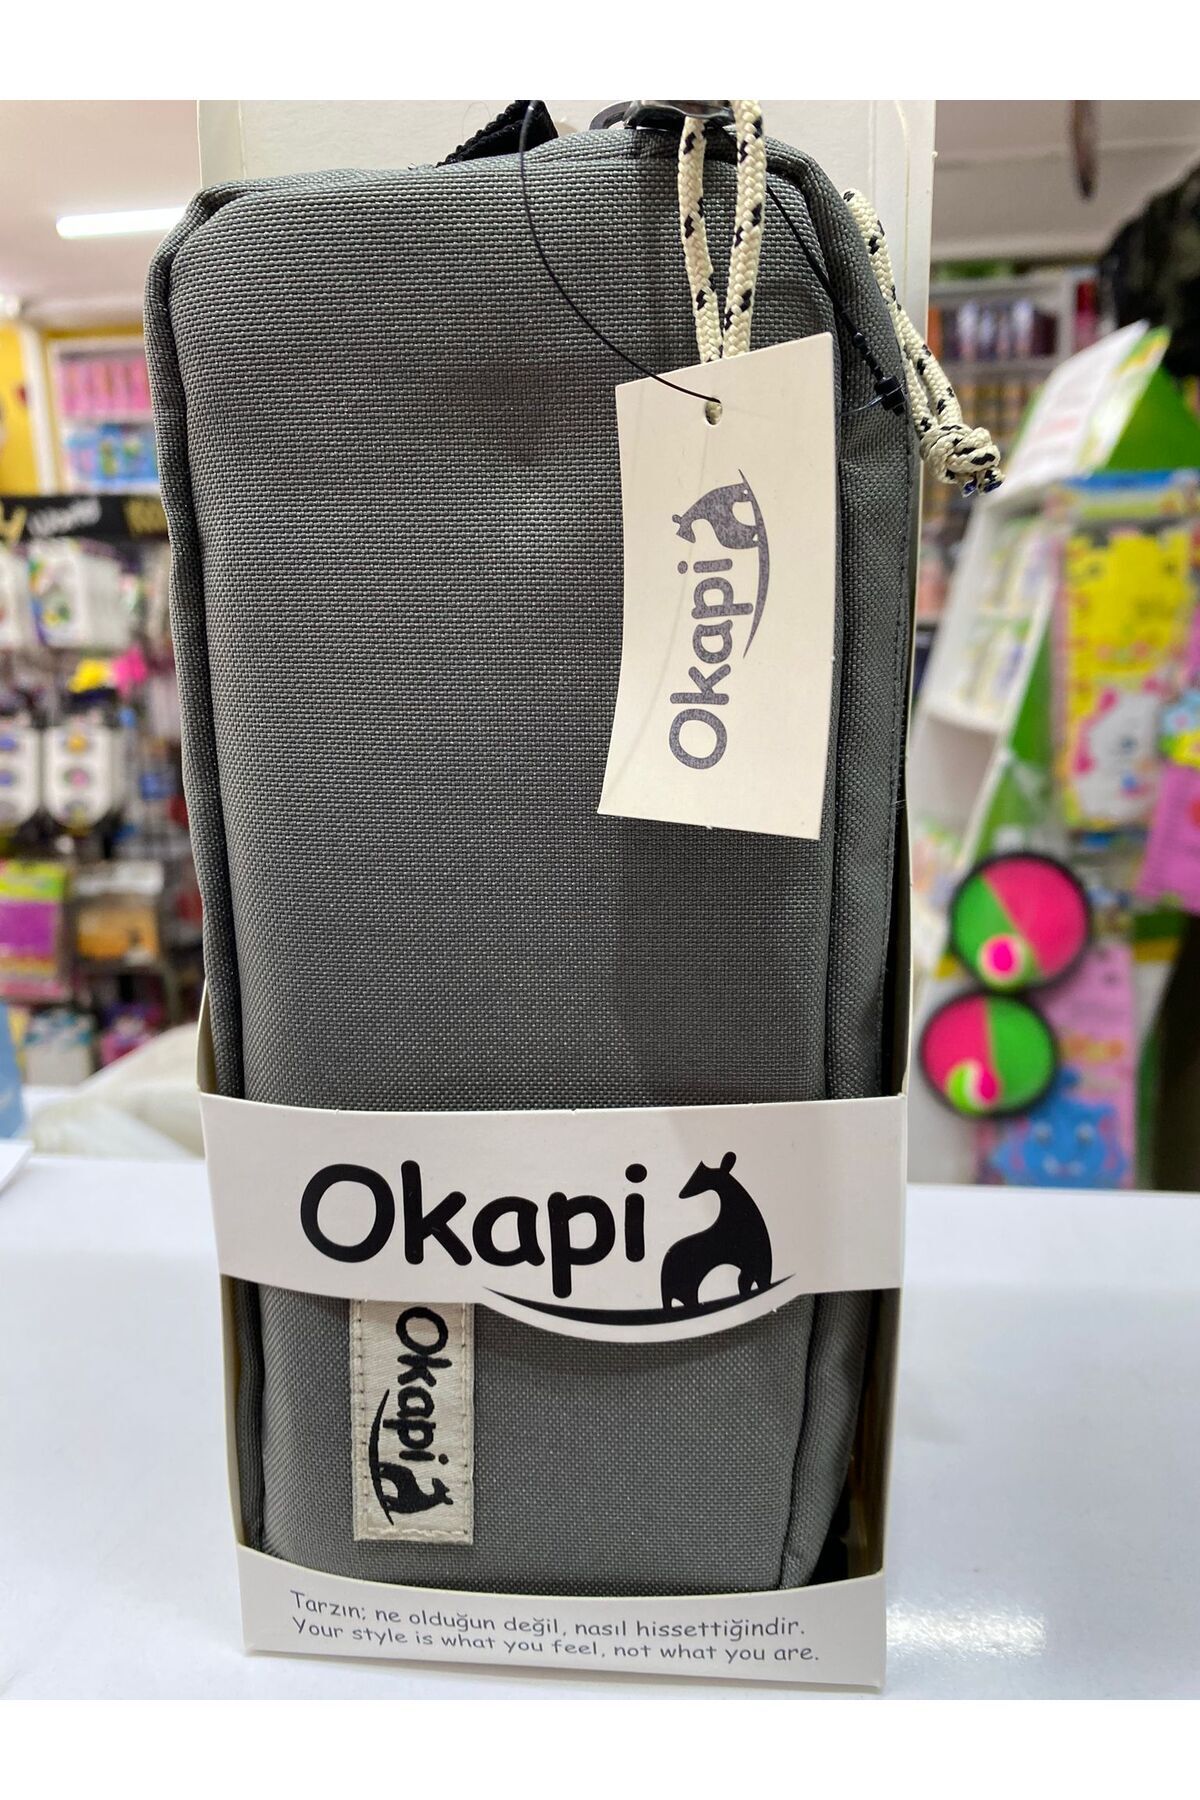 Okapi
Okapi
Okapi
Tarzın; ne olduğun değil, nasıl hissettiğindir.
Your style is what you feel, not what you are.